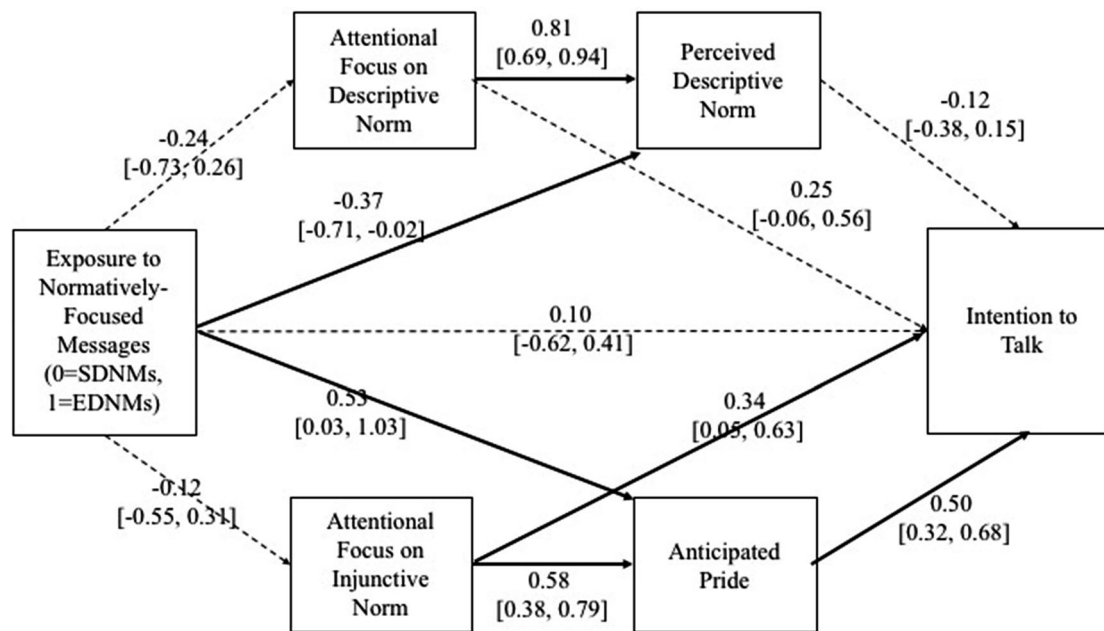 Attentional
Focus on
Descriptive
Norm
0.81
[0.69, 0.94]
Perceived
Descriptive
Norm
-0.12
[-0.38, 0.15]
-0.24
[-0.73, 0.26]
0.25
[-0.06, 0.56]
-0.37
[-0.71, -0.02]
Exposure to
Normatively-
Focused
Messages
(0=SDNMs,
1=EDNMs)
0.10
[-0.62, 0.41]
Intention to
Talk
0.53
[0.03, 1.03]
0.34
[0.05, 0.63]
-0.12
[-0.55, 0.31]
Attentional
Focus on
Injunctive
Norm
0.58
[0.38, 0.79]
Anticipated
Pride
0.50
[0.32, 0.68]